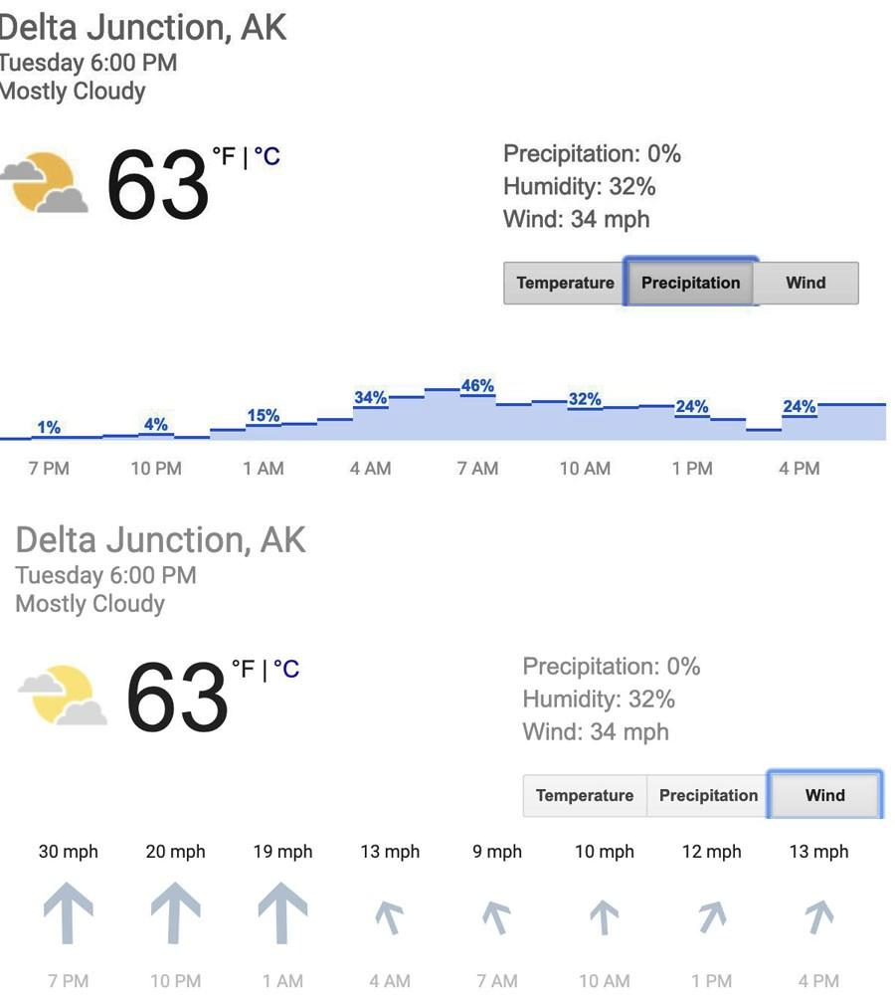 Delta Junction, AK
Tuesday 6:00 PM
Mostly Cloudy
63 °F | °C
Precipitation: 0%
Humidity: 32%
Wind: 34 mph
Temperature Precipitation Wind
1% 4% 15% 34% 46% 32% 24% 24%
7 PM 10 PM 1 AM 4 AM 7 AM 10 AM 1 PM 4 PM
Delta Junction, AK
Tuesday 6:00 PM
Mostly Cloudy
63 °F | °C
Precipitation: 0%
Humidity: 32%
Wind: 34 mph
Temperature Precipitation Wind
30 mph 20 mph 19 mph 13 mph 9 mph 10 mph 12 mph 13 mph
7 PM 10 PM 1 AM 4 AM 7 AM 10 AM 1 PM 4 PM